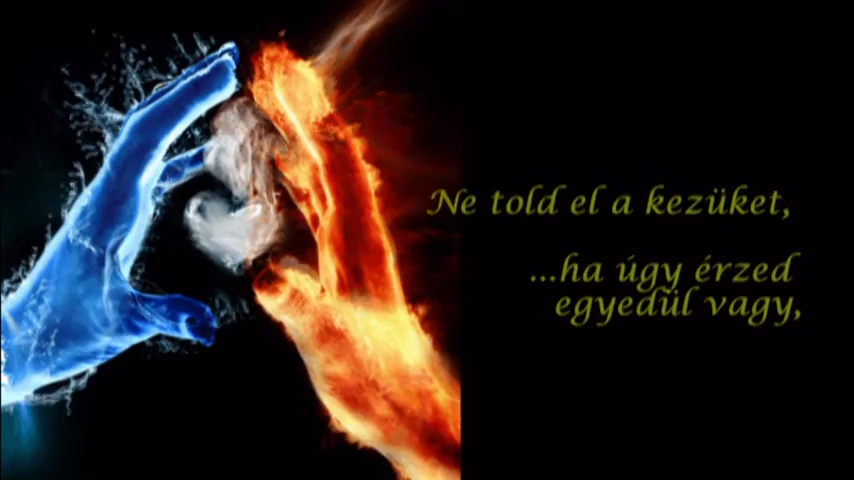 Ne told el a kezüket,
...ha úgy érzed
egyedül vagy,